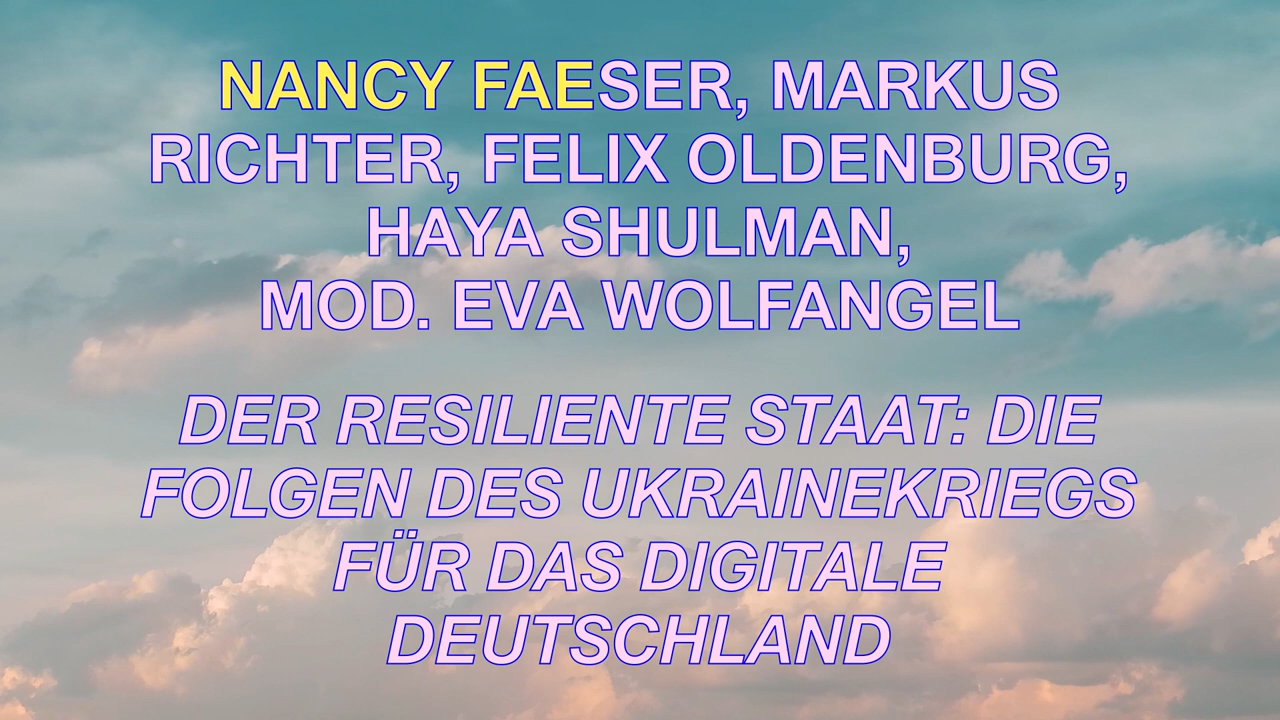 NANCY FAESER, MARKUS
RICHTER, FELIX OLDENBURG,
HAYA SHULMAN,
MOD. EVA WOLFANGEL
DER RESILIENTE STAAT: DIE
FOLGEN DES UKRAINEKRIEGS
FÜR DAS DIGITALE
DEUTSCHLAND